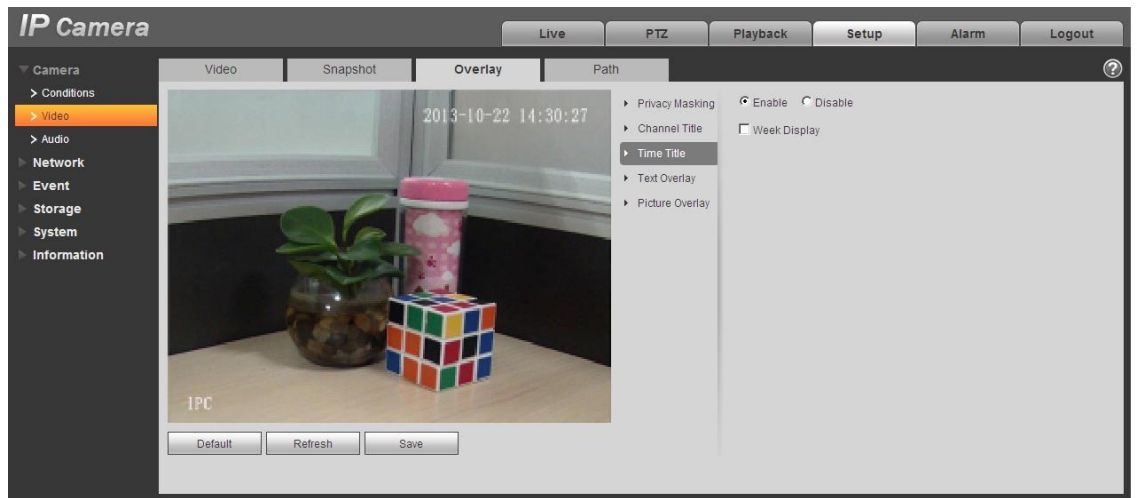 IP Camera
Live
PTZ
Playback
Setup
Alarm
Logout
Camera
> Conditions
> Video
> Audio
Network
Event
Storage
System
Information
Video
Snapshot
Overlay
Path
?
2013-10-22 14:30:27
IPC
Privacy Masking
Channel Title
Time Title
Text Overlay
Picture Overlay
Enable Disable
Week Display
Default
Refresh
Save